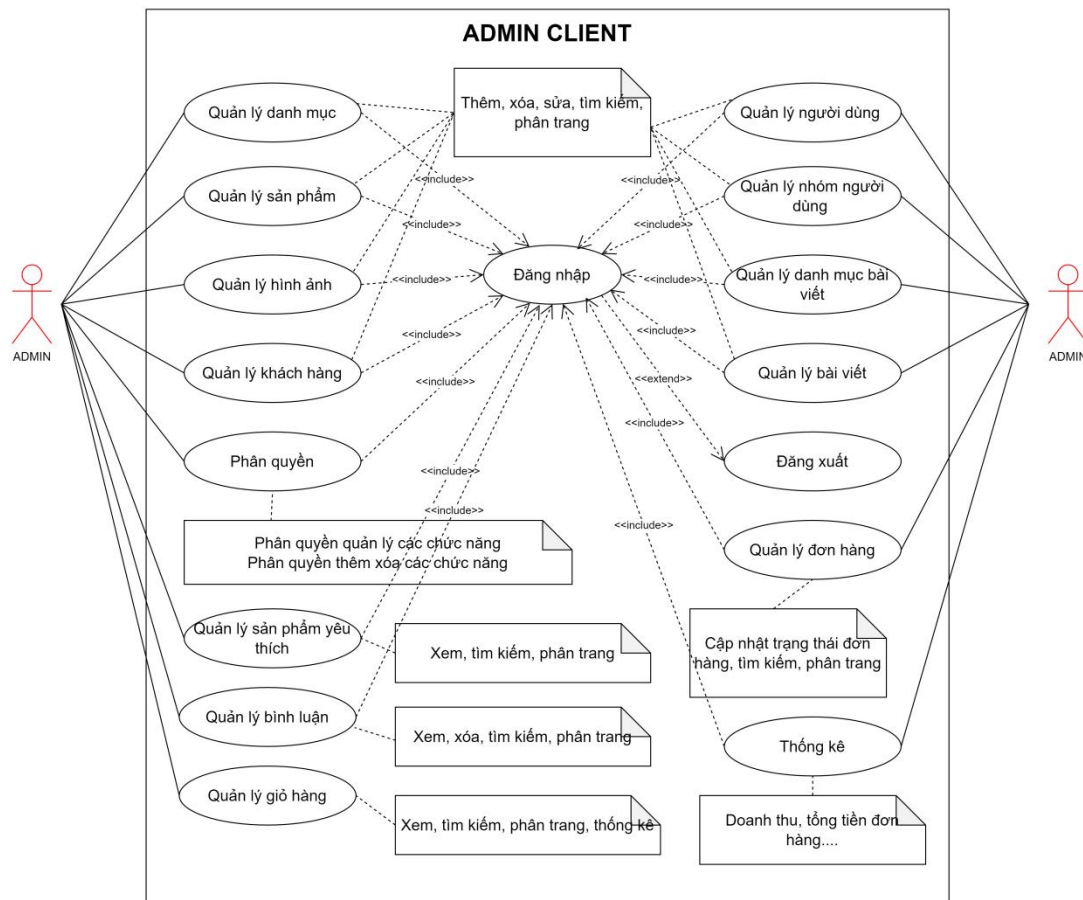 ADMIN CLIENT
Quản lý danh mục
Thêm, xóa, sửa, tìm kiếm,
phân trang
Quản lý người dùng
<<include>>
<<include>>
Quản lý sản phẩm
Quản lý nhóm người
dùng
<<include>>
<<include>>
Quản lý hình ảnh
<<include>>
Đăng nhập
<<include>>
Quản lý danh mục bài
viết
ADMIN
ADMIN
<<include>>
<<include>>
Quản lý khách hàng
<<include>>
<<extend>>
Quản lý bài viết
<<include>>
Phân quyền
<<include>>
Đăng xuất
<<include>>
<<include>>
Phân quyền quản lý các chức năng
Phân quyền thêm xóa các chức năng
Quản lý đơn hàng
Quản lý sản phẩm yêu
thích
Xem, tìm kiếm, phân trang
Cập nhật trạng thái đơn
hàng, tìm kiếm, phân trang
Quản lý bình luận
Xem, xóa, tìm kiếm, phân trang
Thống kê
Quản lý giỏ hàng
Xem, tìm kiếm, phân trang, thống kê
Doanh thu, tổng tiền đơn
hàng....